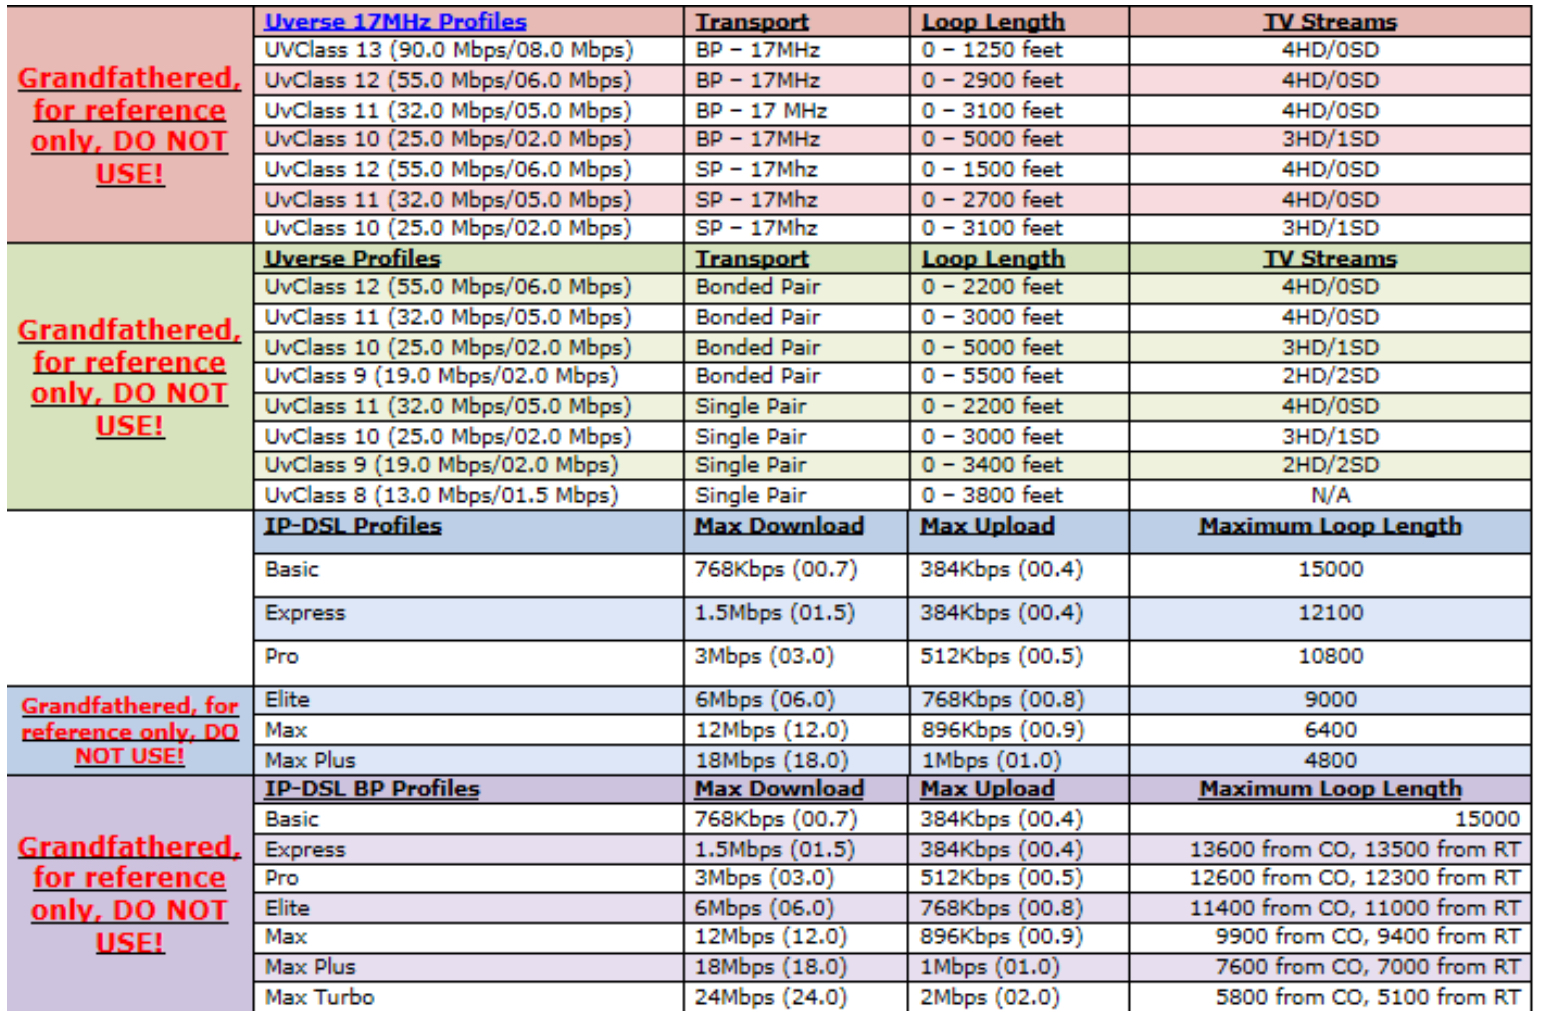 Uverse 17MHz Profiles Transport Loop Length TV Streams
Grandfathered,
for reference
only, DO NOT
USE!
UVClass 13 (90.0 Mbps/08.0 Mbps) BP – 17MHz 0 – 1250 feet 4HD/0SD
UvClass 12 (55.0 Mbps/06.0 Mbps) BP – 17MHz 0 – 2900 feet 4HD/0SD
UvClass 11 (32.0 Mbps/05.0 Mbps) BP – 17 MHz 0 – 3100 feet 4HD/0SD
UvClass 10 (25.0 Mbps/02.0 Mbps) BP – 17MHz 0 – 5000 feet 3HD/1SD
UvClass 12 (55.0 Mbps/06.0 Mbps) SP – 17Mhz 0 – 1500 feet 4HD/0SD
UvClass 11 (32.0 Mbps/05.0 Mbps) SP – 17Mhz 0 – 2700 feet 4HD/0SD
UvClass 10 (25.0 Mbps/02.0 Mbps) SP – 17Mhz 0 – 3100 feet 3HD/1SD
Uverse Profiles Transport Loop Length TV Streams
Grandfathered,
for reference
only, DO NOT
USE!
UvClass 12 (55.0 Mbps/06.0 Mbps) Bonded Pair 0 – 2200 feet 4HD/0SD
UvClass 11 (32.0 Mbps/05.0 Mbps) Bonded Pair 0 – 3000 feet 4HD/0SD
UvClass 10 (25.0 Mbps/02.0 Mbps) Bonded Pair 0 – 5000 feet 3HD/1SD
UvClass 9 (19.0 Mbps/02.0 Mbps) Bonded Pair 0 – 5500 feet 2HD/2SD
UvClass 11 (32.0 Mbps/05.0 Mbps) Single Pair 0 – 2200 feet 4HD/0SD
UvClass 10 (25.0 Mbps/02.0 Mbps) Single Pair 0 – 3000 feet 3HD/1SD
UvClass 9 (19.0 Mbps/02.0 Mbps) Single Pair 0 – 3400 feet 2HD/2SD
UvClass 8 (13.0 Mbps/01.5 Mbps) Single Pair 0 – 3800 feet N/A
IP-DSL Profiles Max Download Max Upload Maximum Loop Length
Basic 768Kbps (00.7) 384Kbps (00.4) 15000
Express 1.5Mbps (01.5) 384Kbps (00.4) 12100
Pro 3Mbps (03.0) 512Kbps (00.5) 10800
Grandfathered, for
reference only, DO
NOT USE!
Elite 6Mbps (06.0) 768Kbps (00.8) 9000
Max 12Mbps (12.0) 896Kbps (00.9) 6400
Max Plus 18Mbps (18.0) 1Mbps (01.0) 4800
IP-DSL BP Profiles Max Download Max Upload Maximum Loop Length
Grandfathered,
for reference
only, DO NOT
USE!
Basic 768Kbps (00.7) 384Kbps (00.4) 15000
Express 1.5Mbps (01.5) 384Kbps (00.4) 13600 from CO, 13500 from RT
Pro 3Mbps (03.0) 512Kbps (00.5) 12600 from CO, 12300 from RT
Elite 6Mbps (06.0) 768Kbps (00.8) 11400 from CO, 11000 from RT
Max 12Mbps (12.0) 896Kbps (00.9) 9900 from CO, 9400 from RT
Max Plus 18Mbps (18.0) 1Mbps (01.0) 7600 from CO, 7000 from RT
Max Turbo 24Mbps (24.0) 2Mbps (02.0) 5800 from CO, 5100 from RT